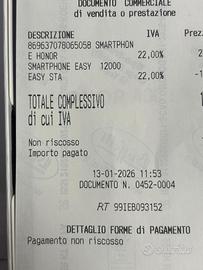 DOCUMENTO COMMERCIALE
di vendita o prestazione
DESCRIZIONE IVA Prez
869637078065058 SMARTPHON
E HONOR 22,00% 2
SMARTPHONE EASY 12000
EASY STA 22,00% -1
TOTALE COMPLESSIVO 1
di cui IVA
Non riscosso
Importo pagato
13-01-2026 11:53
DOCUMENTO N. 0452-0004
RT 99IEB093152
DETTAGLIO FORME di PAGAMENTO
Pagamento non riscosso